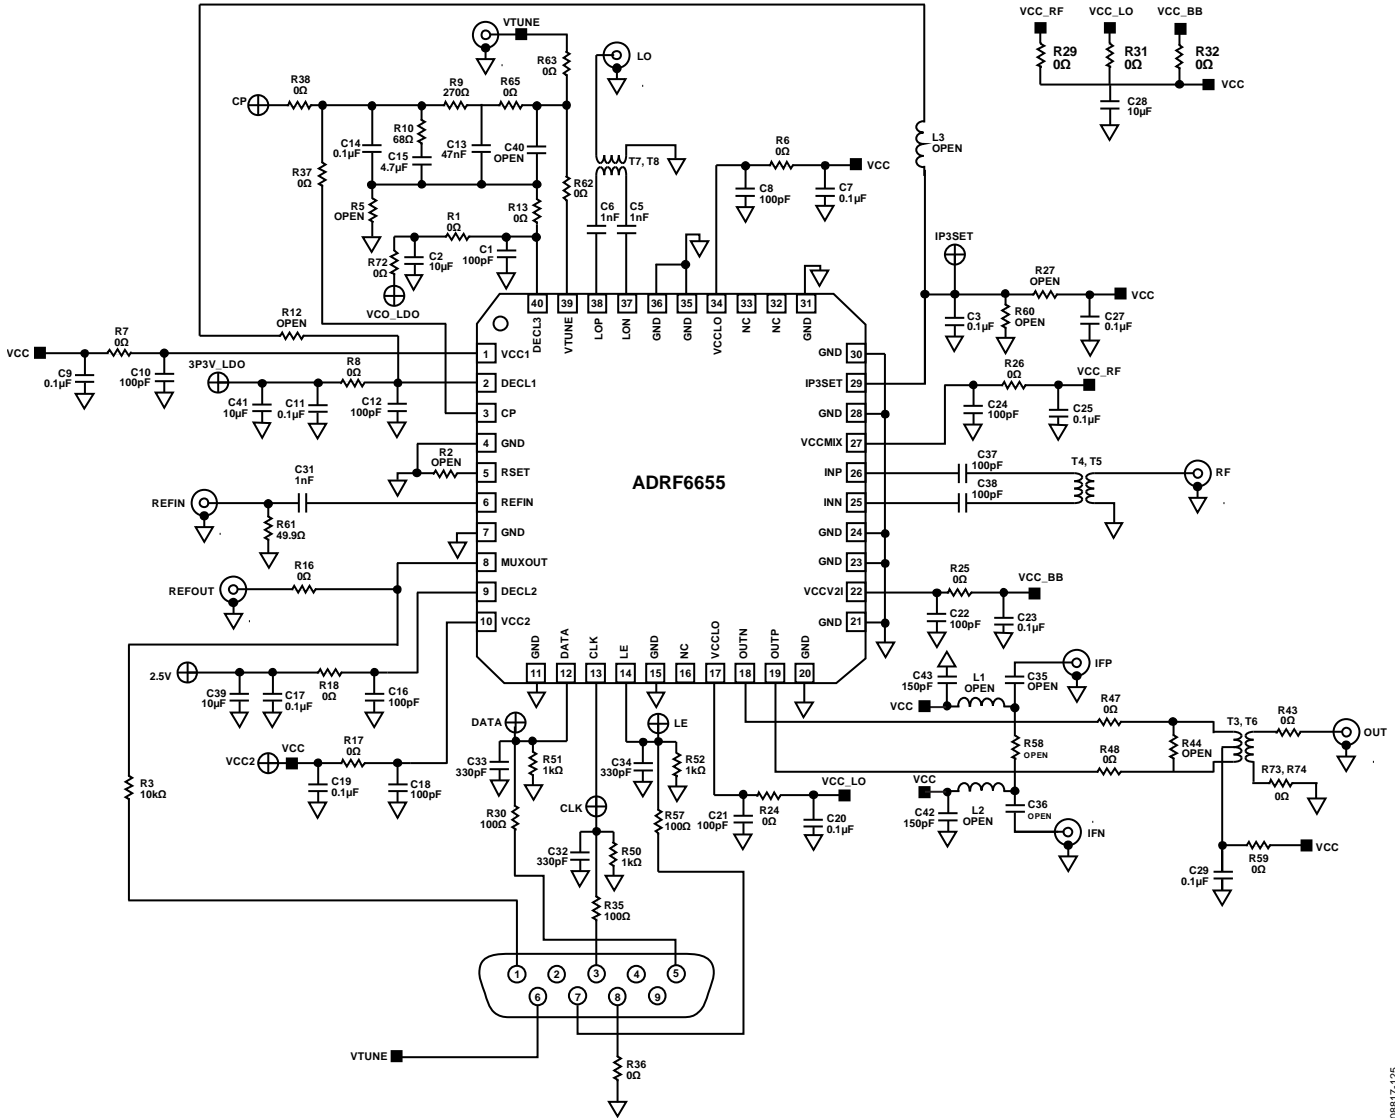 VTUNE
LO
VCC_RF
VCC_LO
VCC_BB
R29
0Ω
R31
0Ω
R32
0Ω
VCC
C28
10µF
R63
0Ω
CP
R38
0Ω
R9
270Ω
R65
0Ω
C14
0.1µF
R10
68Ω
C15
4.7µF
C13
47nF
C40
OPEN
R37
0Ω
R62
0Ω
R5
OPEN
R13
0Ω
R1
0Ω
R72
0Ω
C2
10µF
C1
100pF
VCO_LDO
T7, T8
C6
1nF
C5
1nF
R6
0Ω
VCC
C8
100pF
C7
0.1µF
L3
OPEN
IP3SET
R27
OPEN
VCC
C3
0.1µF
R60
OPEN
C27
0.1µF
R12
OPEN
R7
0Ω
VCC
C9
0.1µF
C10
100pF
3P3V_LDO
R8
0Ω
C41
10µF
C11
0.1µF
C12
100pF
R2
OPEN
C31
1nF
REFIN
R61
49.9Ω
R16
0Ω
REFOUT
2.5V
C39
10µF
C17
0.1µF
R18
0Ω
C16
100pF
VCC
R17
0Ω
VCC2
C19
0.1µF
C18
100pF
R3
10kΩ
40
39
38
37
36
35
34
33
32
31
DECL3
VTUNE
LOP
LON
GND
GND
VCCLO
NC
NC
GND
1
VCC1
2
DECL1
3
CP
4
GND
5
RSET
6
REFIN
7
GND
8
MUXOUT
9
DECL2
10
VCC2
ADRF6655
GND
30
IP3SET
29
GND
28
VCCMIX
27
INP
26
INN
25
GND
24
GND
23
VCCV2I
22
GND
21
GND
DATA
CLK
LE
GND
NC
VCCLO
OUTN
OUTP
GND
11
12
13
14
15
16
17
18
19
20
R26
0Ω
VCC_RF
C24
100pF
C25
0.1µF
C37
100pF
C38
100pF
T4, T5
RF
R25
0Ω
VCC_BB
C22
100pF
C23
0.1µF
C43
150pF
L1
OPEN
VCC
C35
OPEN
IFP
R58
OPEN
VCC
C42
150pF
L2
OPEN
C36
OPEN
IFN
R47
0Ω
R48
0Ω
R44
OPEN
T3, T6
R43
0Ω
OUT
R73, R74
0Ω
R59
0Ω
VCC
C29
0.1µF
DATA
C33
330pF
R51
1kΩ
R30
100Ω
CLK
C32
330pF
R50
1kΩ
R35
100Ω
LE
C34
330pF
R52
1kΩ
R57
100Ω
C21
100pF
R24
0Ω
VCC_LO
C20
0.1µF
1
2
3
4
5
6
7
8
9
VTUNE
R36
0Ω
08817-125